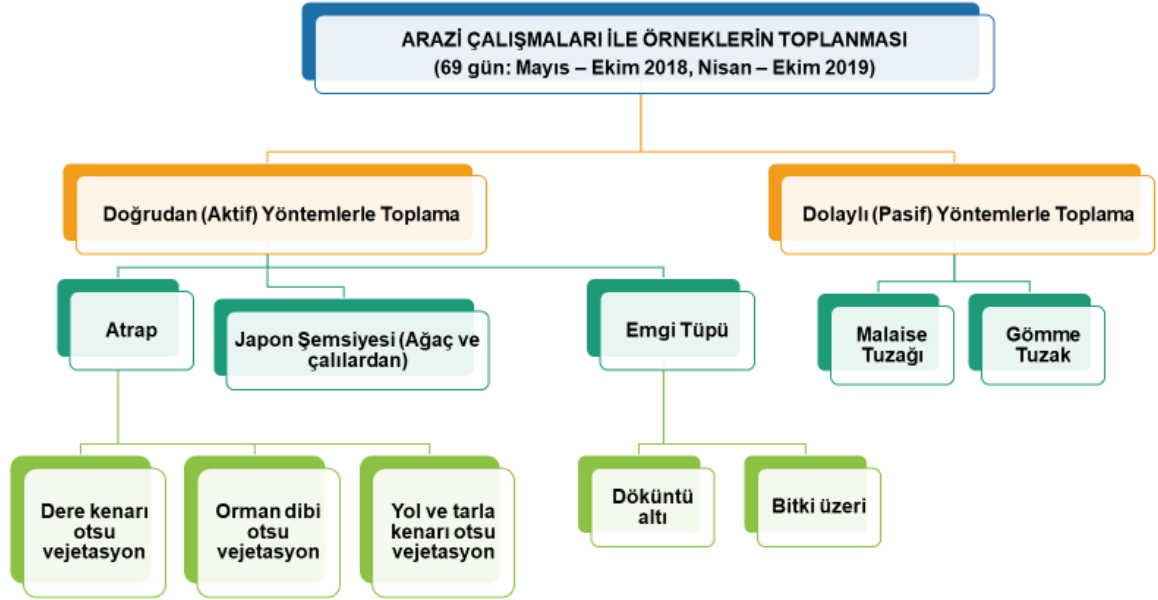 ARAZİ ÇALIŞMALARI İLE ÖRNEKLERİN TOPLANMASI
(69 gün: Mayıs – Ekim 2018, Nisan – Ekim 2019)
Doğrudan (Aktif) Yöntemlerle Toplama
Dolaylı (Pasif) Yöntemlerle Toplama
Atrap
Japon Şemsiyesi (Ağaç ve
çalılardan)
Emgi Tüpü
Malaise
Tuzağı
Gömme
Tuzak
Dere kenarı
otsu
vejetasyon
Orman dibi
otsu
vejetasyon
Yol ve tarla
kenarı otsu
vejetasyon
Döküntü
altı
Bitki üzeri